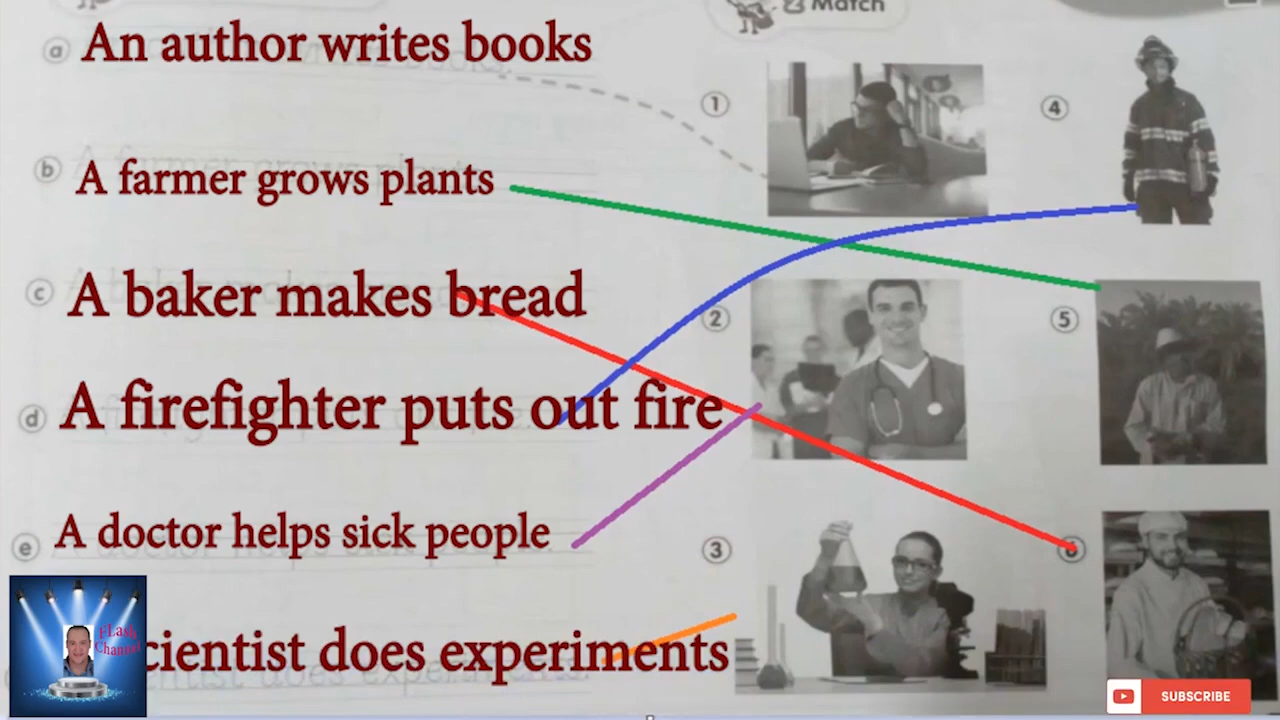 & Match
a An author writes books
b A farmer grows plants
c A baker makes bread
d A firefighter puts out fire
e A doctor helps sick people
cientist does experiments
1
2
3
4
5
6
FLash
Channel
SUBSCRIBE